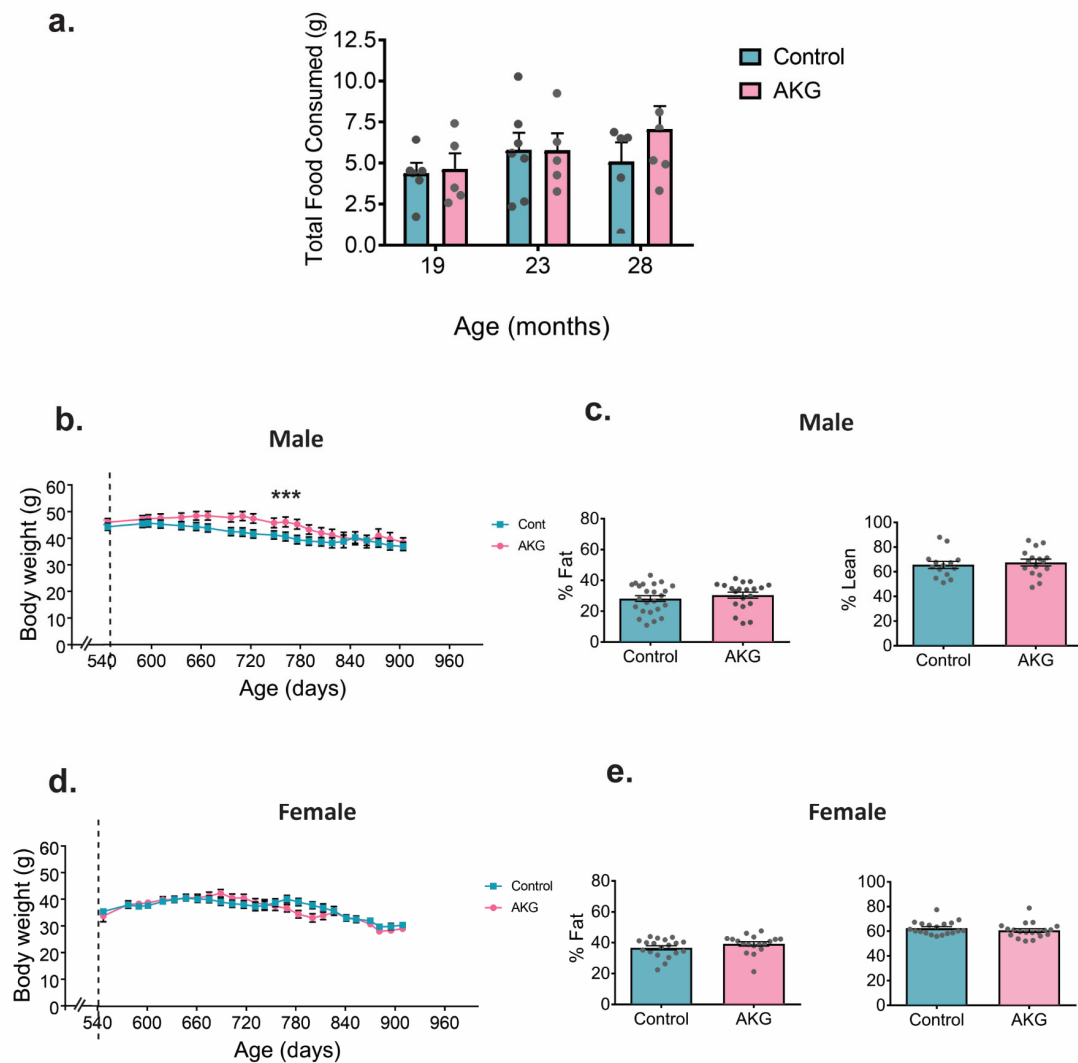 a.
Total Food Consumed (g)
12.5
10.0
7.5
5.0
2.5
0.0
19 23 28
Age (months)
Control
AKG
b.
Male
Body weight (g)
60
50
40
30
20
10
0
***
540 600 660 720 780 840 900 960
Age (days)
Cont
AKG
c.
Male
% Fat
80
60
40
20
0
Control AKG
% Lean
100
80
60
40
20
0
Control AKG
d.
Female
Body weight (g)
60
50
40
30
20
10
0
540 600 660 720 780 840 900 960
Age (days)
Control
AKG
e.
Female
% Fat
80
60
40
20
0
Control AKG
100
80
60
40
20
0
Control AKG